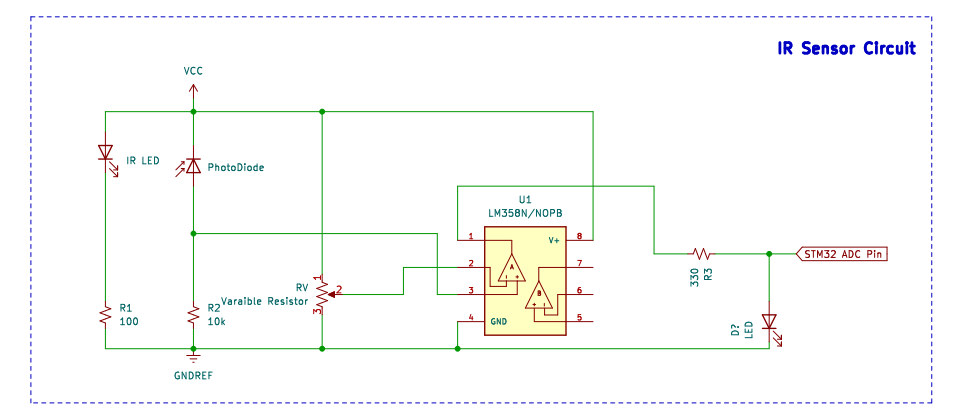 IR Sensor Circuit
VCC
IR LED
PhotoDiode
U1
LM358N/NOPB
1
V+
8
2
A
7
3
B
6
4
GND
5
1
RV
2
Varaible Resistor
3
R1
100
R2
10k
GNDREF
330
R3
STM32 ADC Pin
D?
LED